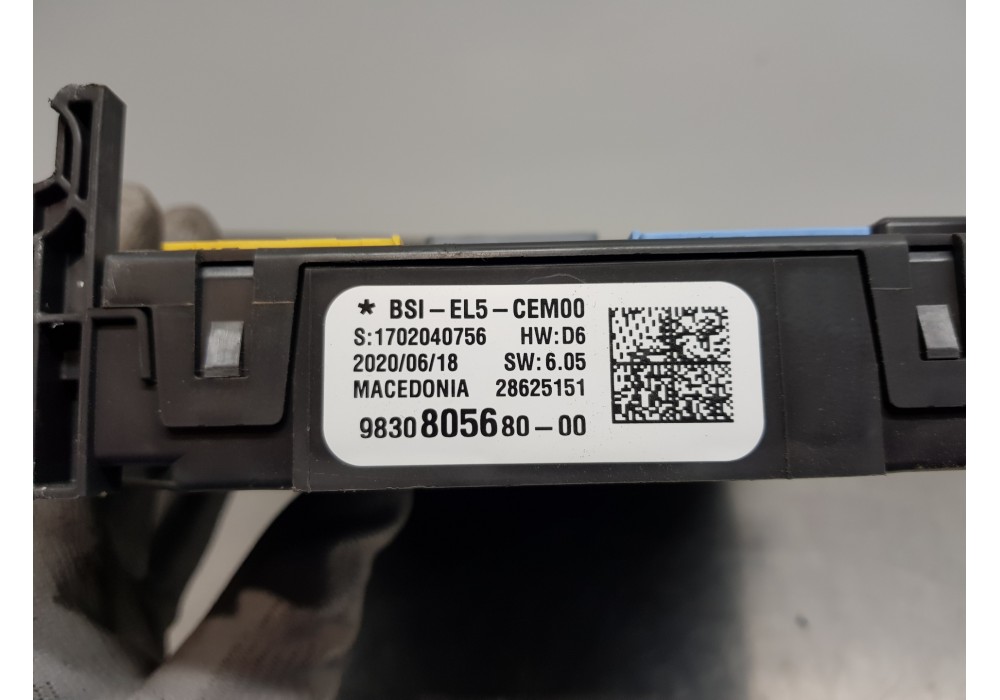 * BSI-EL5-CEM00
S:1702040756 HW:D6
2020/06/18 SW:6.05
MACEDONIA 28625151
9830805680-00